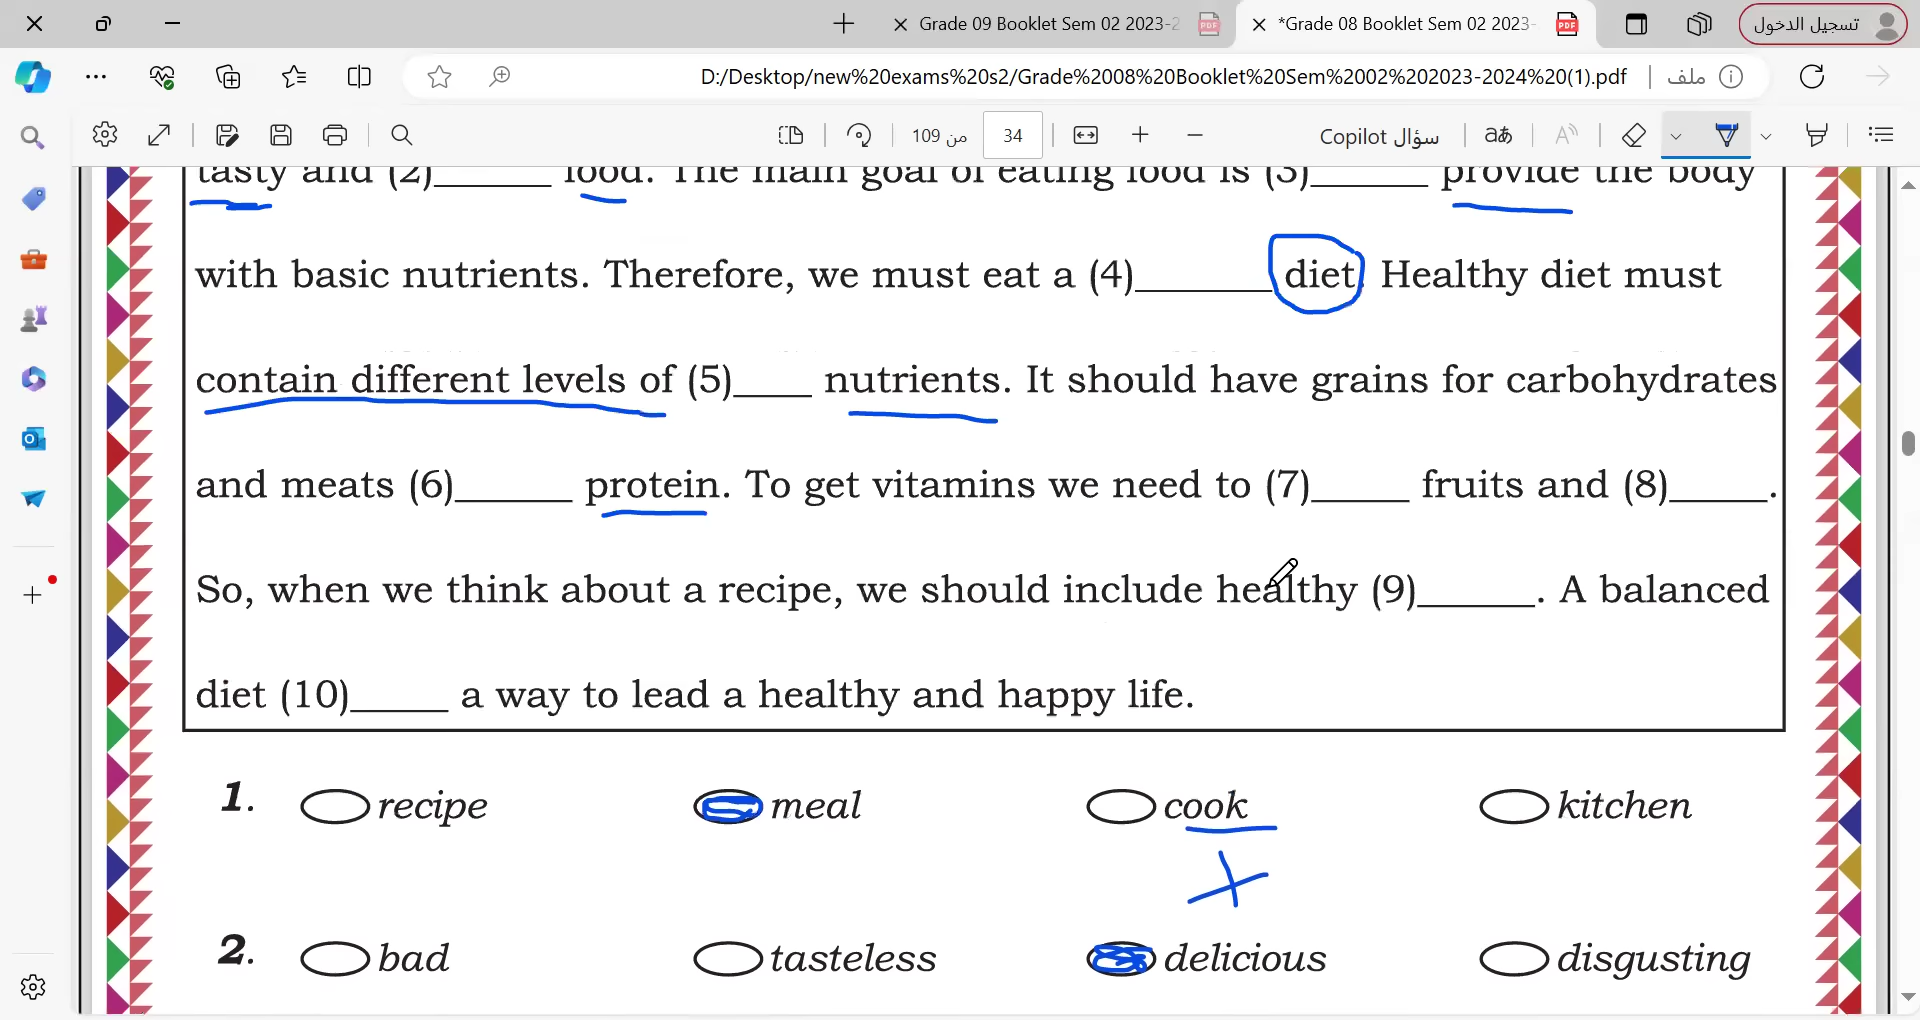 Grade 09 Booklet Sem 02 2023-2
*Grade 08 Booklet Sem 02 2023-
تسجيل الدخول
D:/Desktop/new%20exams%20s2/Grade%2008%20Booklet%20Sem%2002%202023-2024%20(1).pdf
ملف
109 من
34
سؤال Copilot
tasty and (2)______ food. The main goal of eating food is (3)______ provide the body
with basic nutrients. Therefore, we must eat a (4)_______ diet. Healthy diet must
contain different levels of (5)____ nutrients. It should have grains for carbohydrates
and meats (6)______ protein. To get vitamins we need to (7)_____ fruits and (8)_____.
So, when we think about a recipe, we should include healthy (9)______. A balanced
diet (10)_____ a way to lead a healthy and happy life.
1. recipe meal cook kitchen
2. bad tasteless delicious disgusting